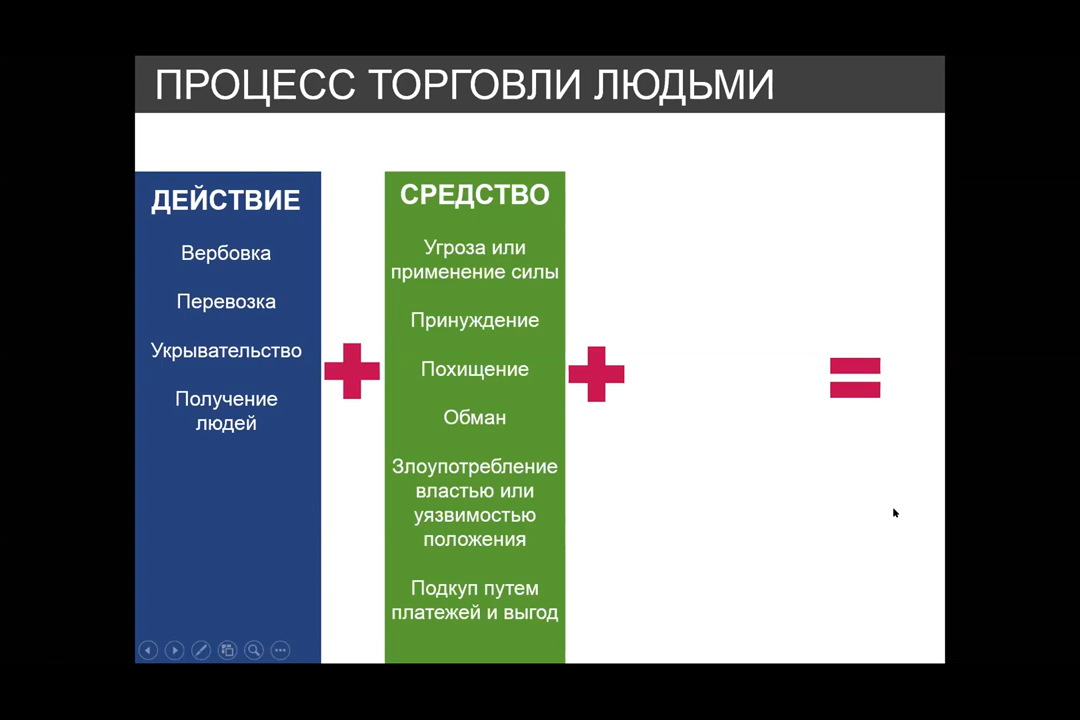 ПРОЦЕСС ТОРГОВЛИ ЛЮДЬМИ
ДЕЙСТВИЕ
Вербовка
Перевозка
Укрывательство
Получение
людей
СРЕДСТВО
Угроза или
применение силы
Принуждение
Похищение
Обман
Злоупотребление
властью или
уязвимостью
положения
Подкуп путем
платежей и выгод